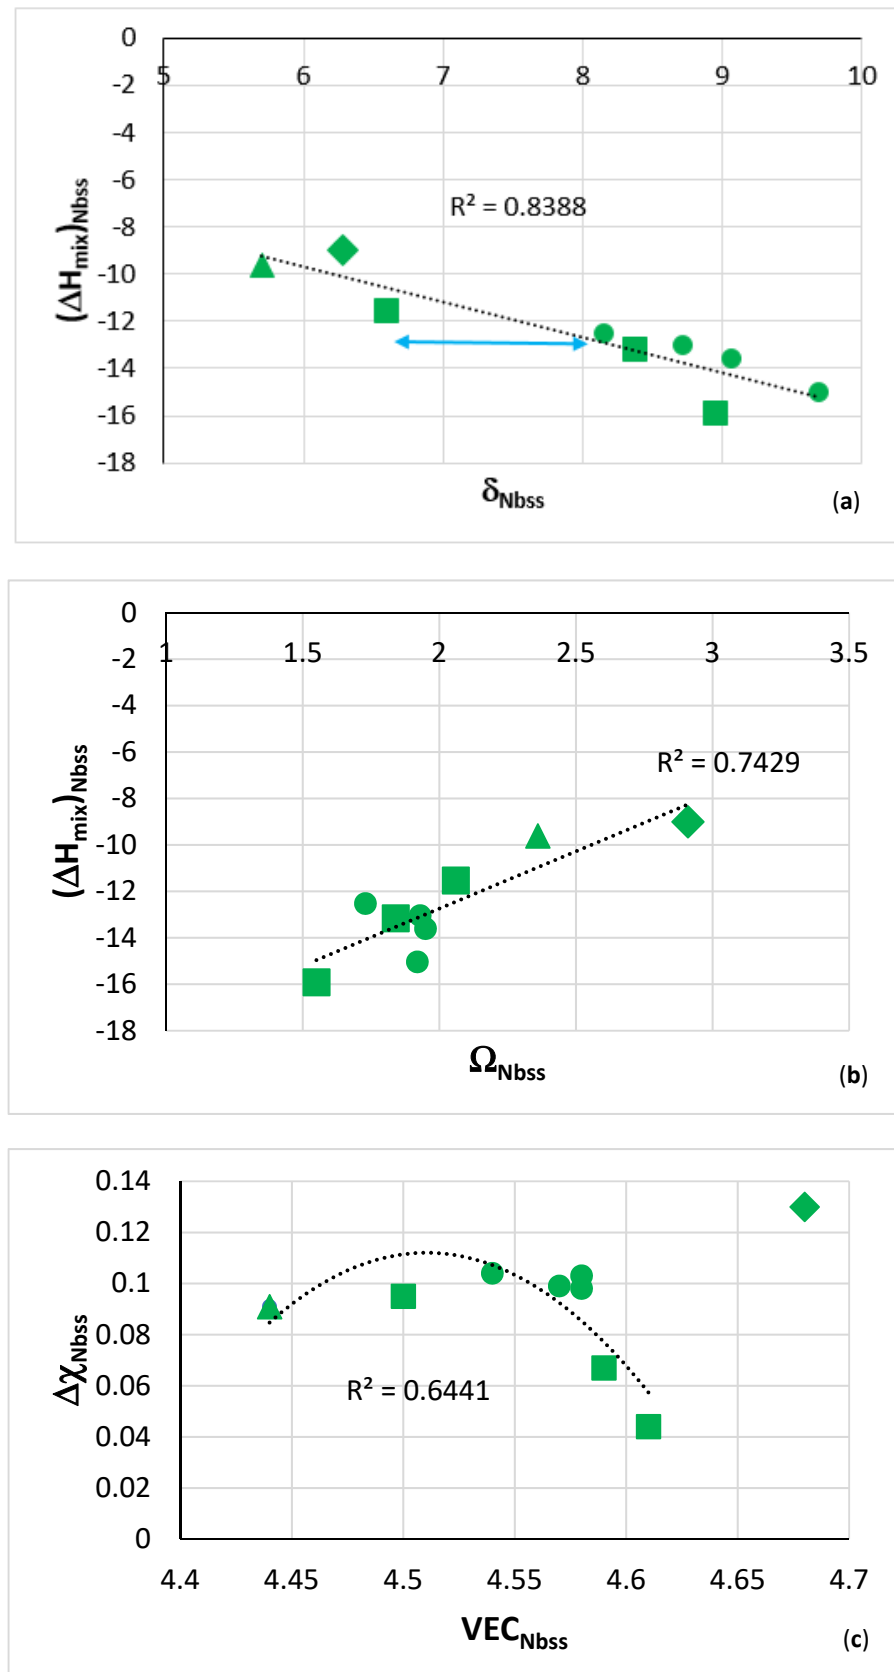 0
5 6 7 8 9 10
-2
-4
-6
-8
-10
-12
-14
-16
-18
(ΔHmix)Nbss
R² = 0.8388
δNbss
(a)
0
1 1.5 2 2.5 3 3.5
-2
-4
-6
-8
-10
-12
-14
-16
-18
(ΔHmix)Nbss
R² = 0.7429
ΩNbss
(b)
0.14
0.12
0.1
0.08
0.06
0.04
0.02
0
ΔχNbss
R² = 0.6441
4.4 4.45 4.5 4.55 4.6 4.65 4.7
VECNbss
(c)